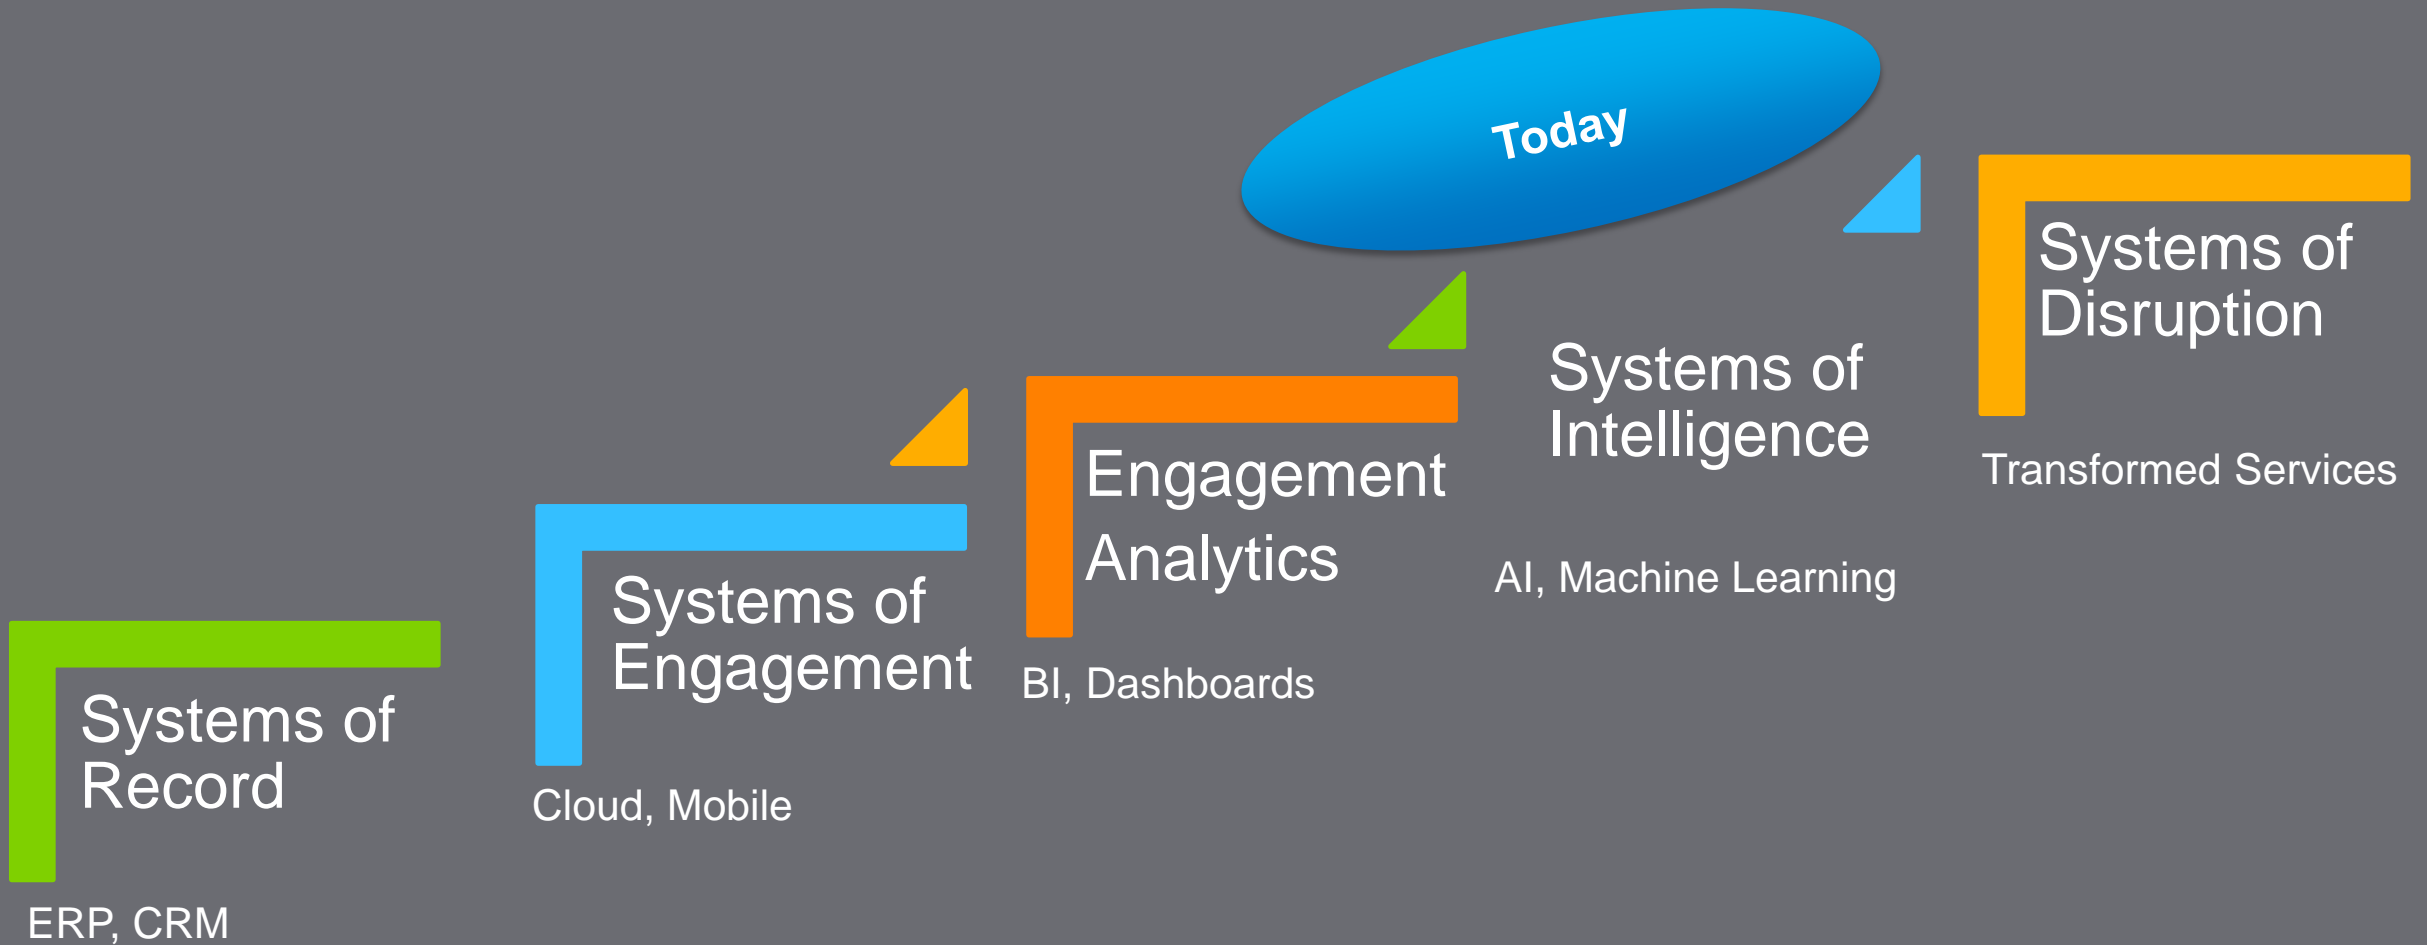 Today
Systems of
Record
ERP, CRM
Systems of
Engagement
Cloud, Mobile
Engagement
Analytics
BI, Dashboards
Systems of
Intelligence
AI, Machine Learning
Systems of
Disruption
Transformed Services